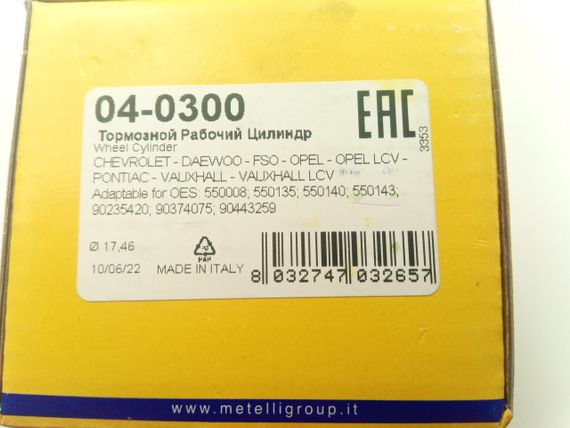 04-0300
EAC
Тормозной Рабочий Цилиндр
3353
Wheel Cylinder
CHEVROLET - DAEWOO - FSO - OPEL - OPEL LCV -
PONTIAC - VAUXHALL - VAUXHALL LCV
Adaptable for OES: 550008; 550135; 550140; 550143;
90235420; 90374075; 90443259
Ø 17,46
10/06/22 MADE IN ITALY
8 032747 032657
www.metelligroup.it